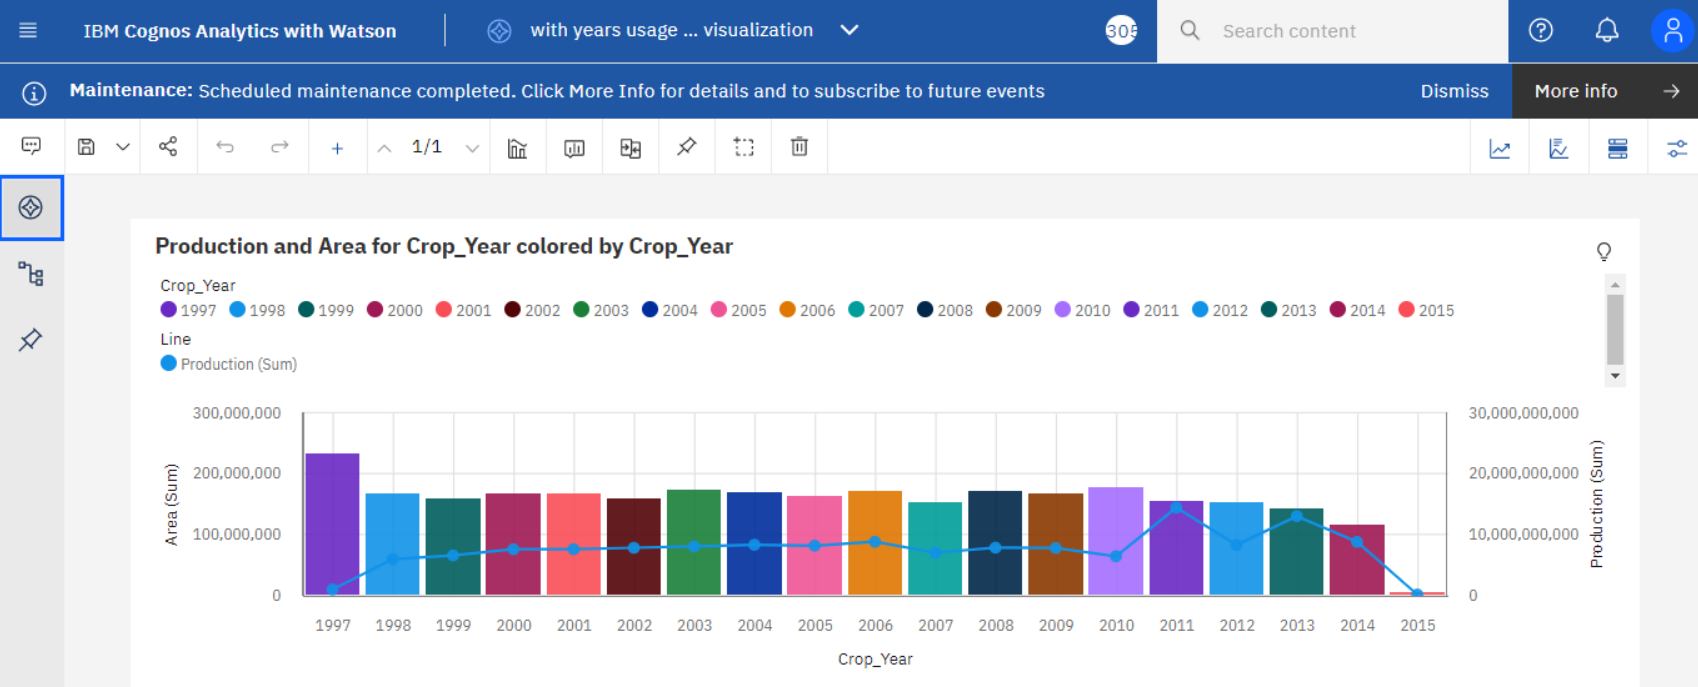 IBM Cognos Analytics with Watson
with years usage ... visualization
305
Search content
Maintenance: Scheduled maintenance completed. Click More Info for details and to subscribe to future events
Dismiss
More info
1/1
Production and Area for Crop_Year colored by Crop_Year
Crop_Year
1997 1998 1999 2000 2001 2002 2003 2004 2005 2006 2007 2008 2009 2010 2011 2012 2013 2014 2015
Line
Production (Sum)
Area (Sum)
300,000,000
200,000,000
100,000,000
0
30,000,000,000
20,000,000,000
10,000,000,000
0
Production (Sum)
1997 1998 1999 2000 2001 2002 2003 2004 2005 2006 2007 2008 2009 2010 2011 2012 2013 2014 2015
Crop_Year